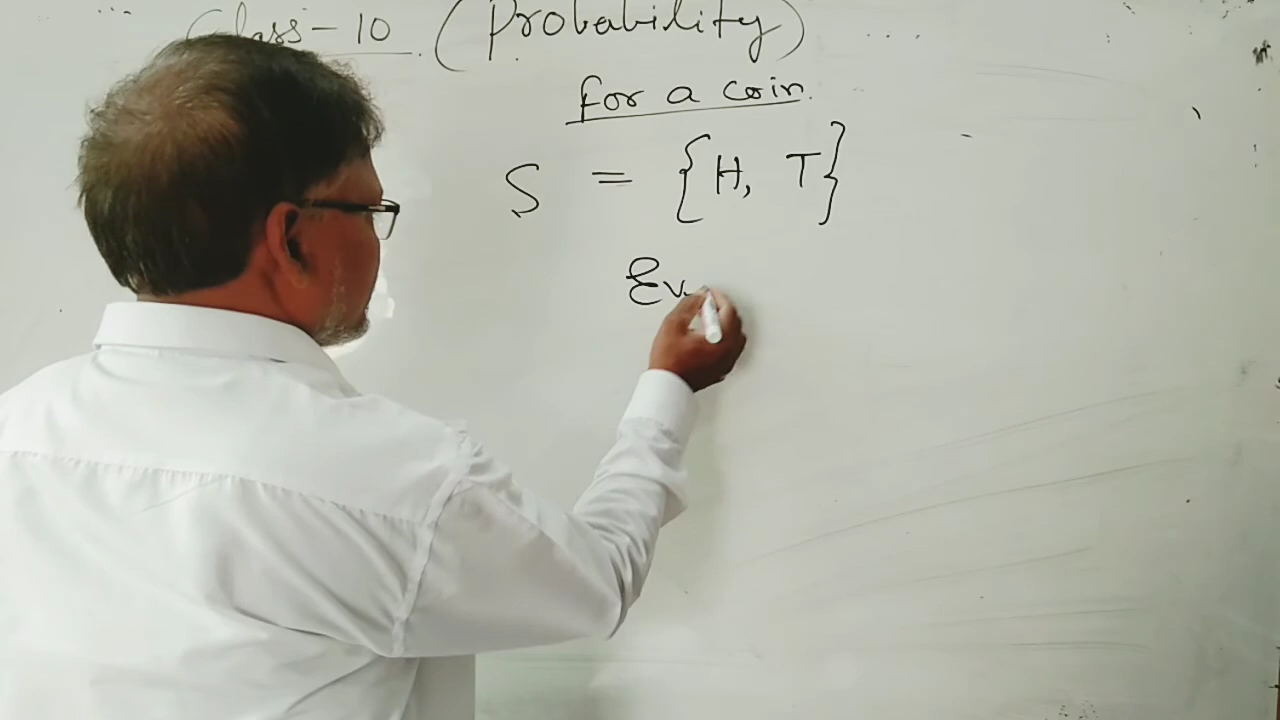 Class - 10 (Probability)
for a coin.
S = {H, T}
Ev